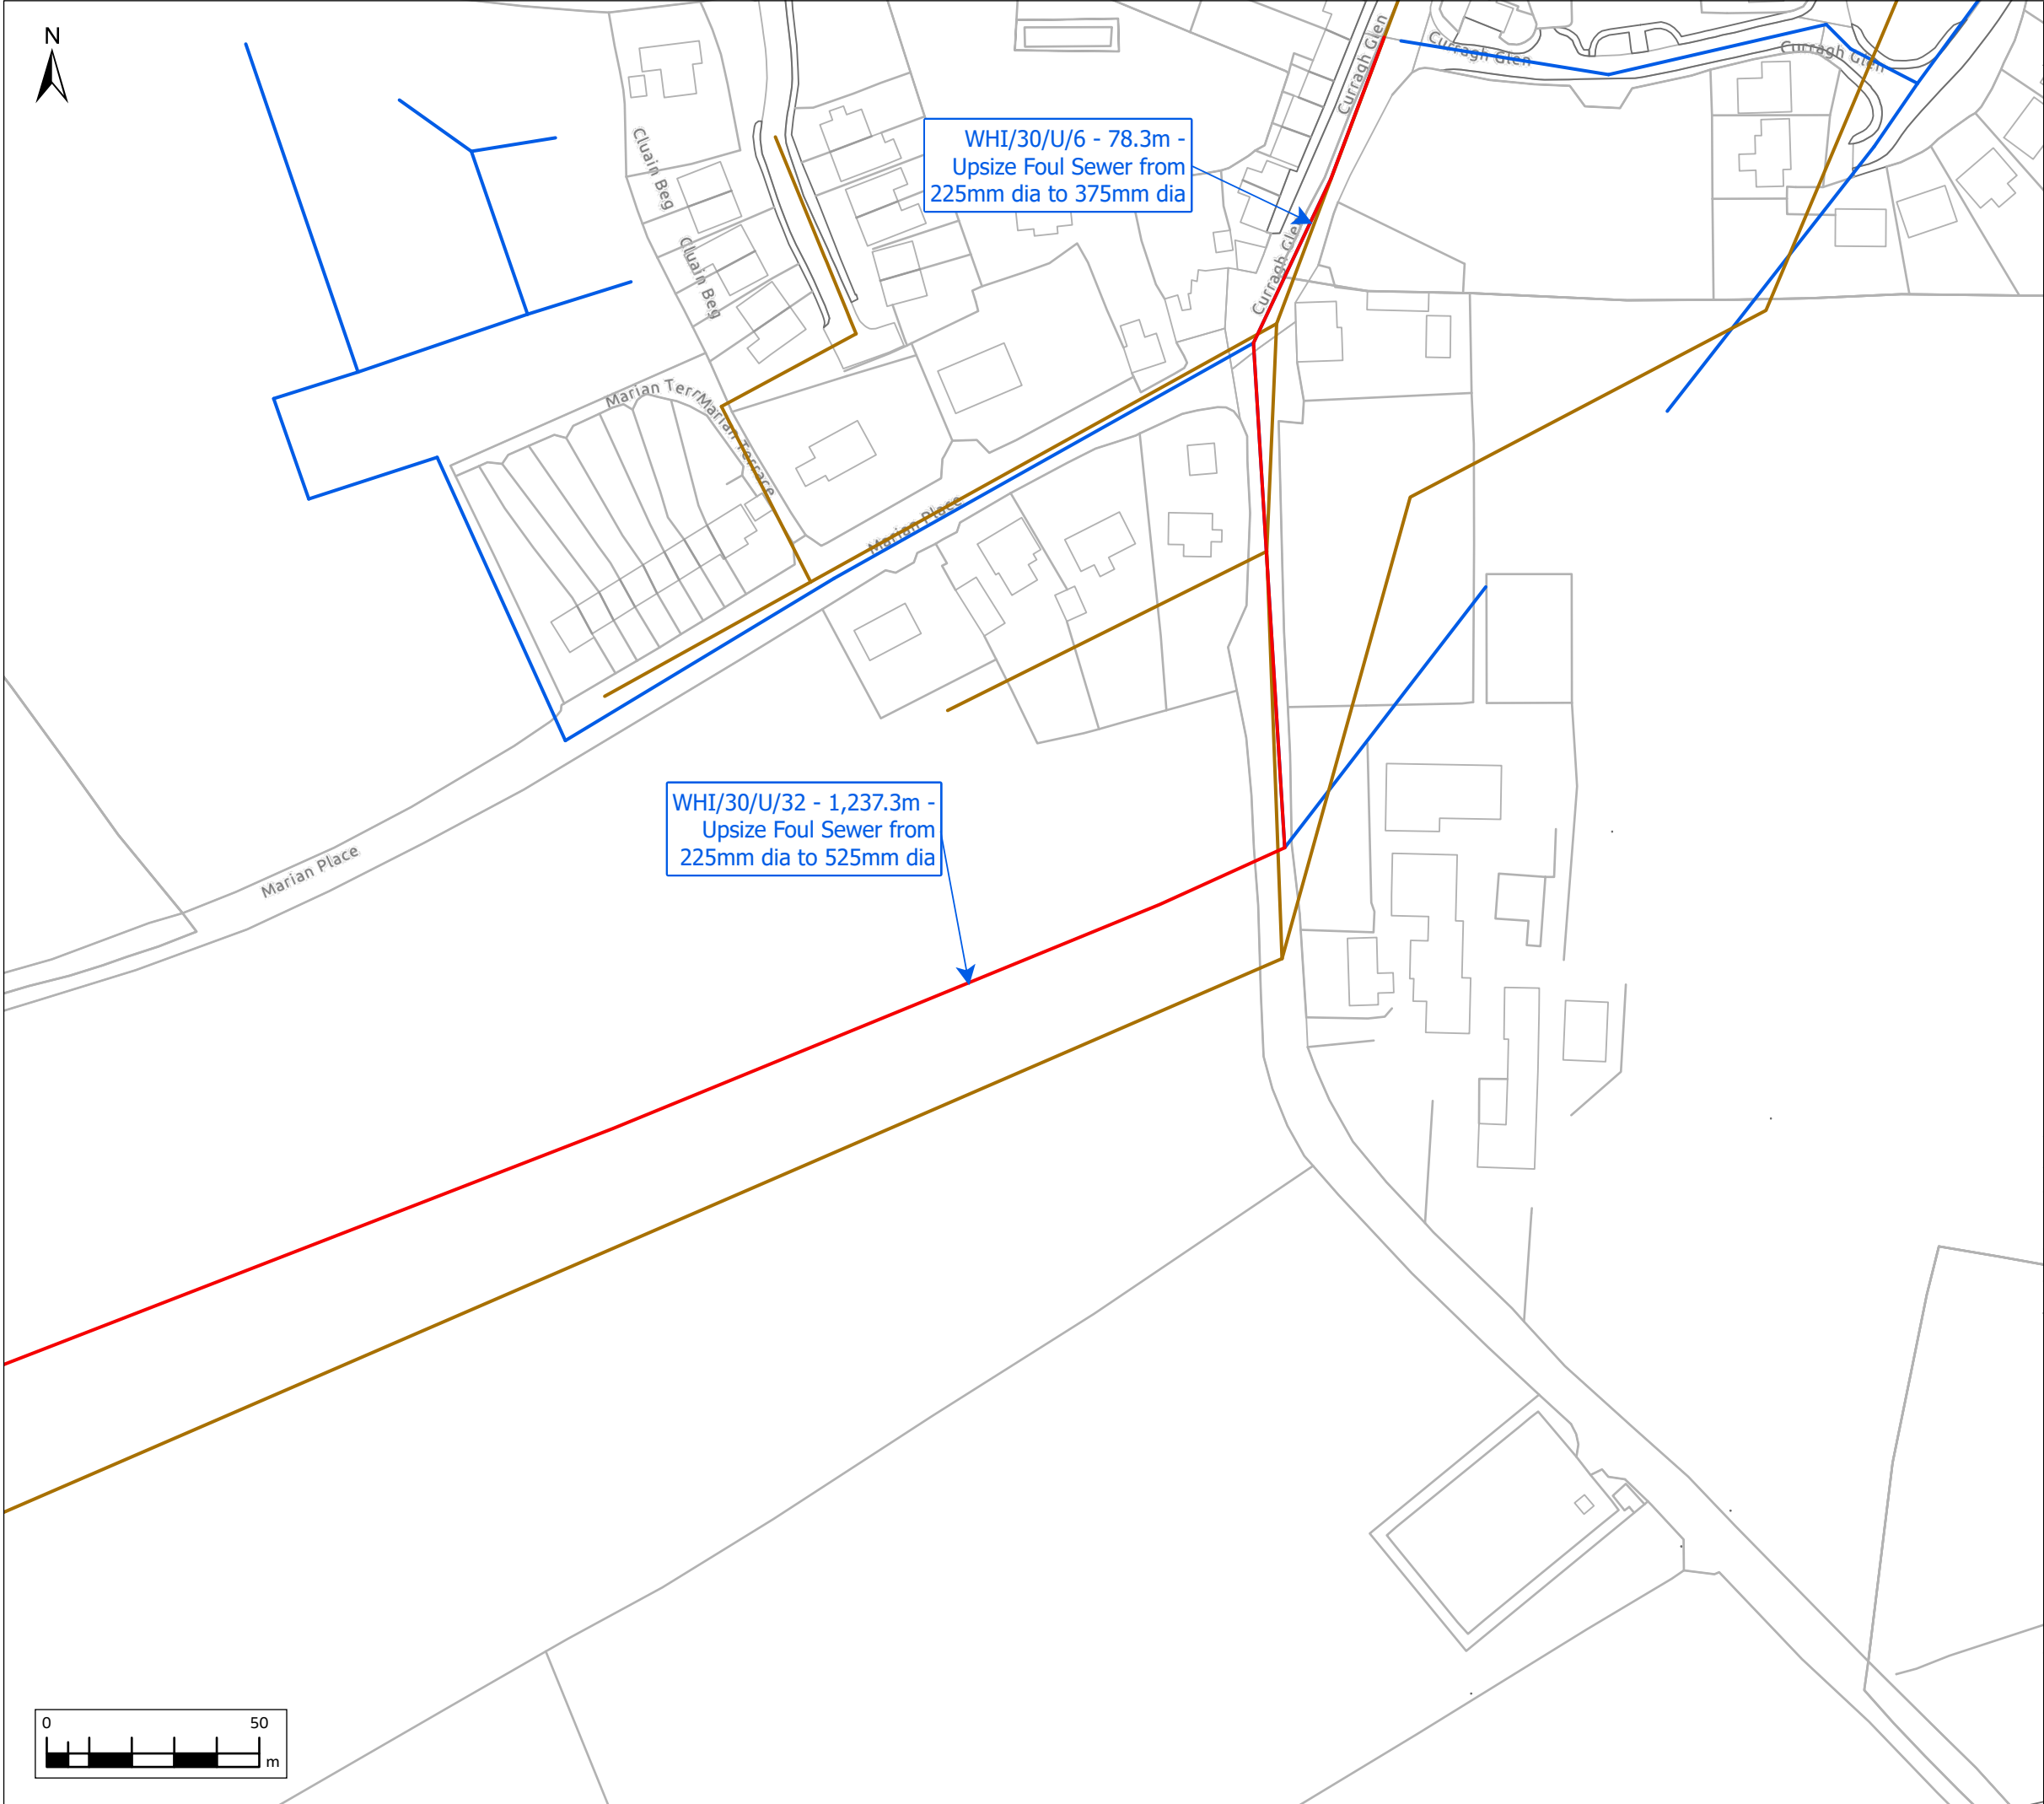 N
Curragh Glen
Curragh Glen
Curragh Glen
Cluain Beg
WHI/30/U/6 - 78.3m -
Upsize Foul Sewer from
225mm dia to 375mm dia
Cluain Beg
Curragh Glen
Marian Terr
Marian Terrace
Marian Place
WHI/30/U/32 - 1,237.3m -
Upsize Foul Sewer from
225mm dia to 525mm dia
Marian Place
0 50
m